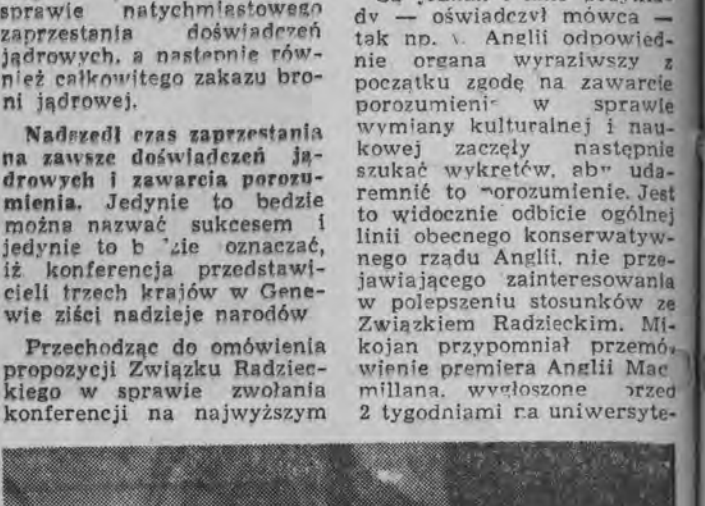 sprawie natychmiastowego
zaprzestania doświadczeń
jądrowych, a następnie rów-
nież całkowitego zakazu bro-
ni jądrowej.
Nadszedł czas zaprzestania
na zawsze doświadczeń ją-
drowych i zawarcia porozu-
mienia. Jedynie to będzie
można nazwać sukcesem i
jedynie to oznaczać,
iż konferencja przedstawi-
cieli trzech krajów w Gene-
wie ziści nadzieje narodów
Przechodząc do omówienia
propozycji Związku Radziec-
kiego w sprawie zwołania
konferencji na najwyższym
dy — oświadczył mówca —
tak np. Anglii odpowied-
nie organa wyraziwszy z
początku zgodę na zawarcie
w sprawie
wymiany kulturalnej i nau-
kowej zaczęły następnie
szukać wykrętów, uda-
remnić to porozumienie. Jest
to widocznie odbicie ogólnej
linii obecnego konserwatyw-
nego rządu Anglii, nie prze-
jawiającego zainteresowania
w polepszeniu stosunków ze
Związkiem Radzieckim. Mi-
kojan przypomniał przemó-
wienie premiera Anglii Mac
millana, wygłoszone przed
2 tygodniami na uniwersyte-